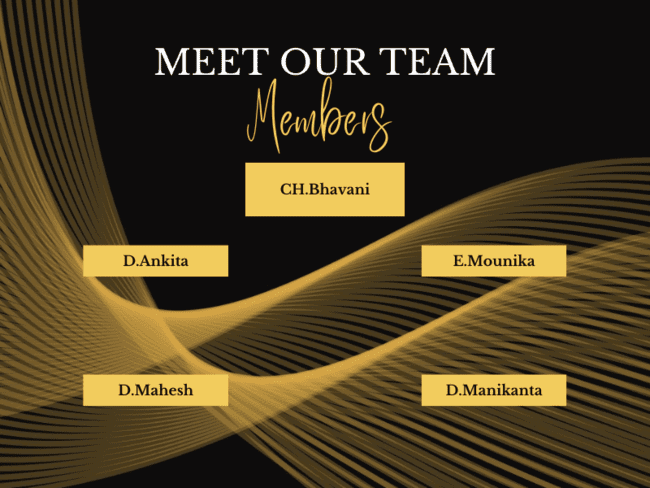 MEET OUR TEAM
Members
CH.Bhavani
D.Ankita
E.Mounika
D.Mahesh
D.Manikanta